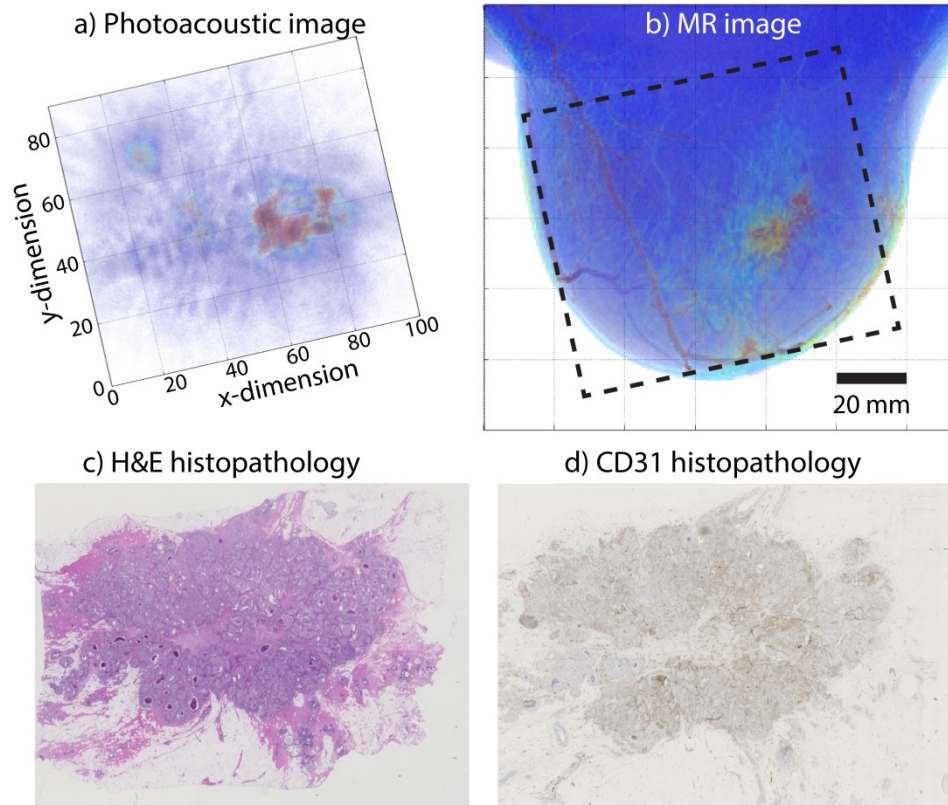 a) Photoacoustic image
b) MR image
80
60
40
20
0
y-dimension
0
20
40
60
80
100
x-dimension
20 mm
c) H&E histopathology
d) CD31 histopathology